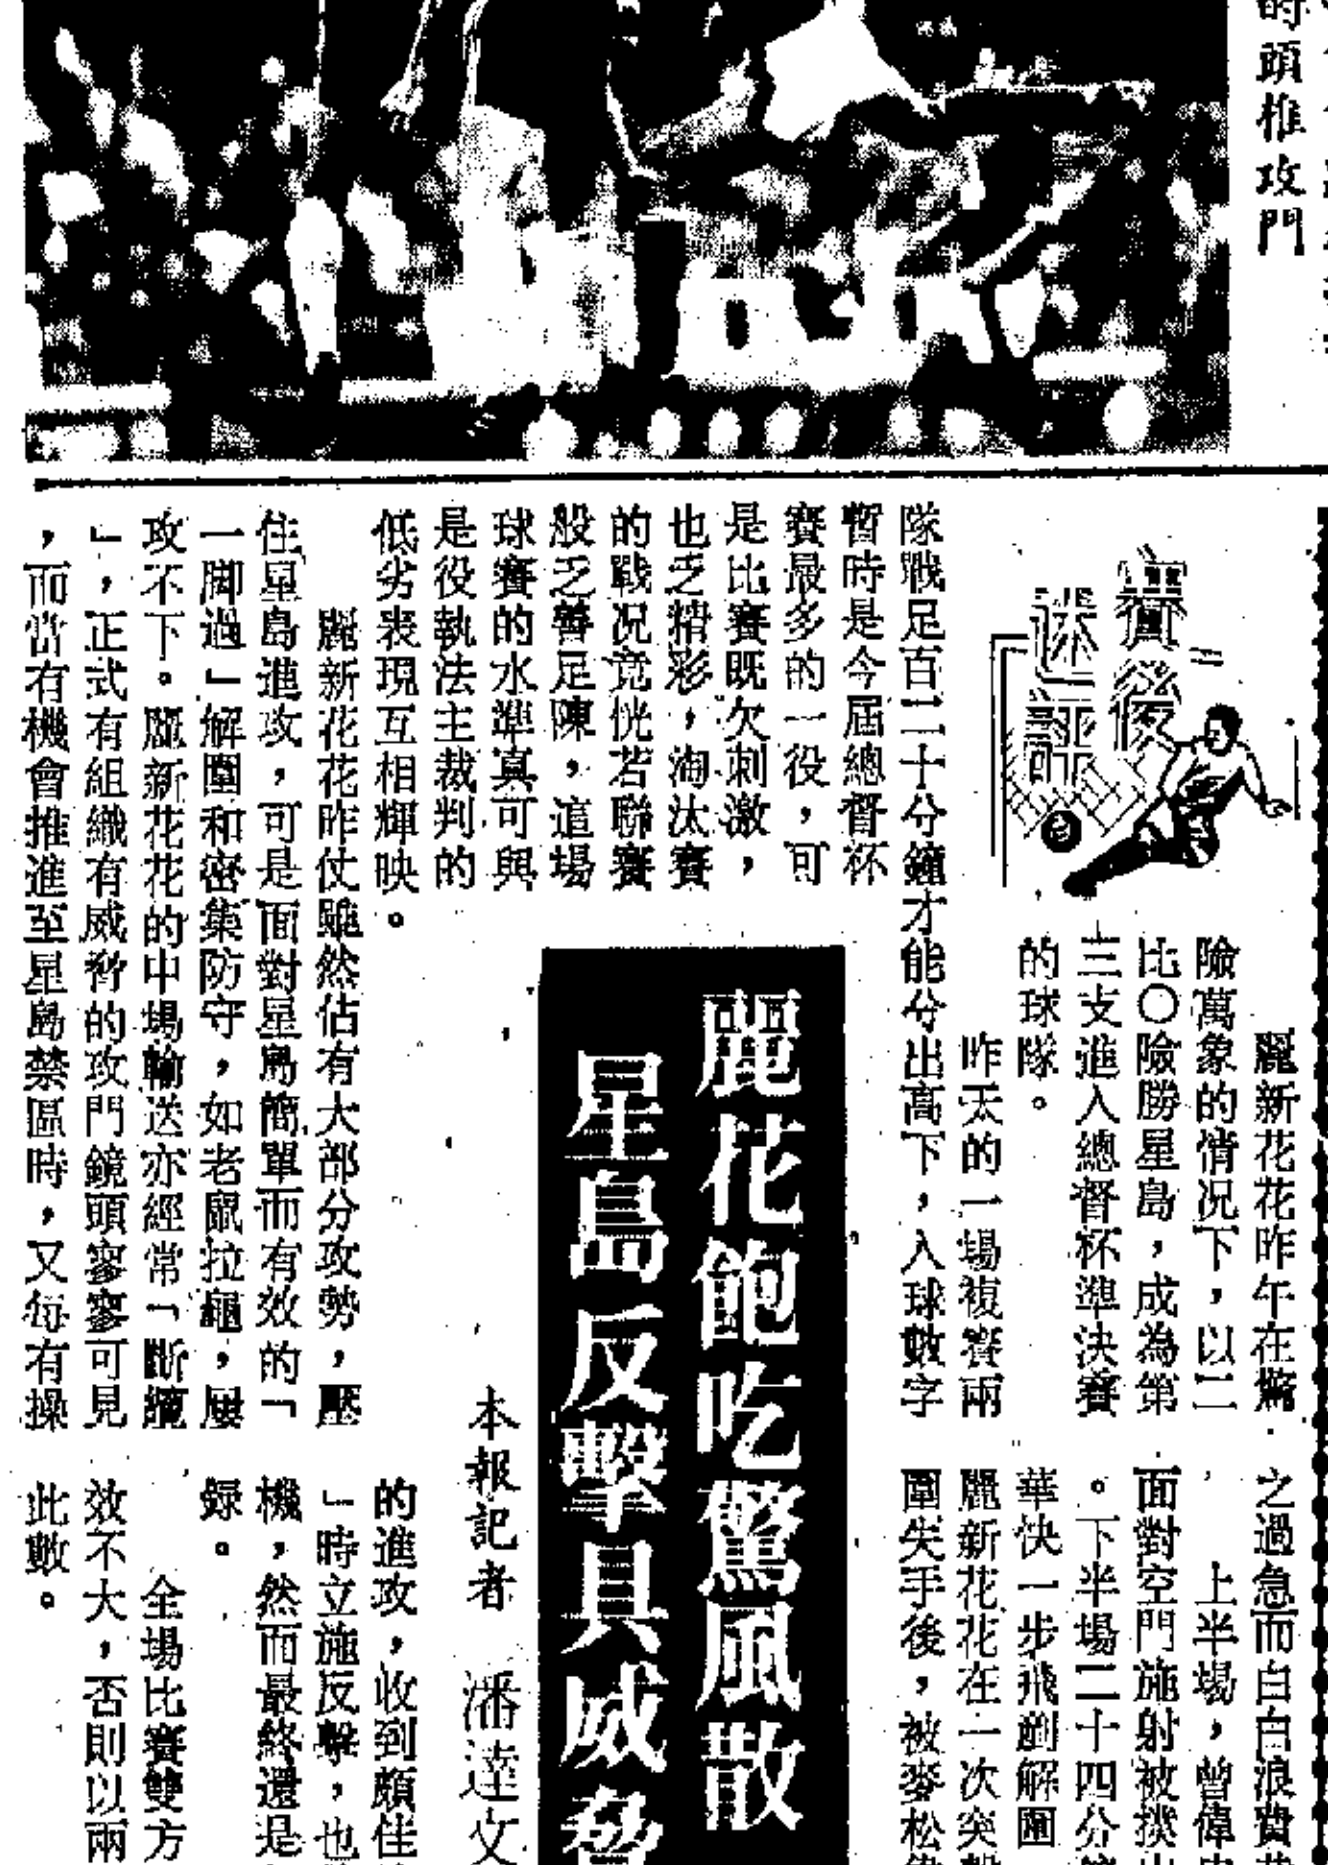 的頭椎攻門
賽後
述評
麗花飽吃驚風散
星島反擊具威脅
本報記者 潘達文
麗新花花昨午在驚
險萬象的情況下，以二
比〇險勝星島，成為第
三支進入總督杯準決賽
的球隊。
昨天的一場複賽兩
隊戰足百二十分鐘才能分出高下，入球數字
暫時是今屆總督杯
賽最多的一役，可
是比賽既欠刺激，
也乏精彩，淘汰賽
的戰況竟恍若聯賽
般乏善足陳，這場
球賽的水準真可與
是役執法主裁判的
低劣表現互相輝映。
麗新花花昨仗雖然佔有大部分攻勢，壓
住星島進攻，可是面對星島簡單而有效的「
一脚過」解圍和密集防守，如老鼠拉龜，屢
攻不下。麗新花花的中場輸送亦經常「斷纜
」，正式有組織有威脅的攻門鏡頭寥寥可見
，而當有機會推進至星島禁區時，又每有操
之過急而白白浪費
上半場，曾偉
面對空門施射被撲
。下半場二十四分
華快一步飛剷解圍
麗新花花在一次突
圍失手後，被麥松
的進攻，收到頗佳
」時立施反擊，也
機，然而最終還是
錄。
全場比賽雙方
效不大，否則以兩
此數。